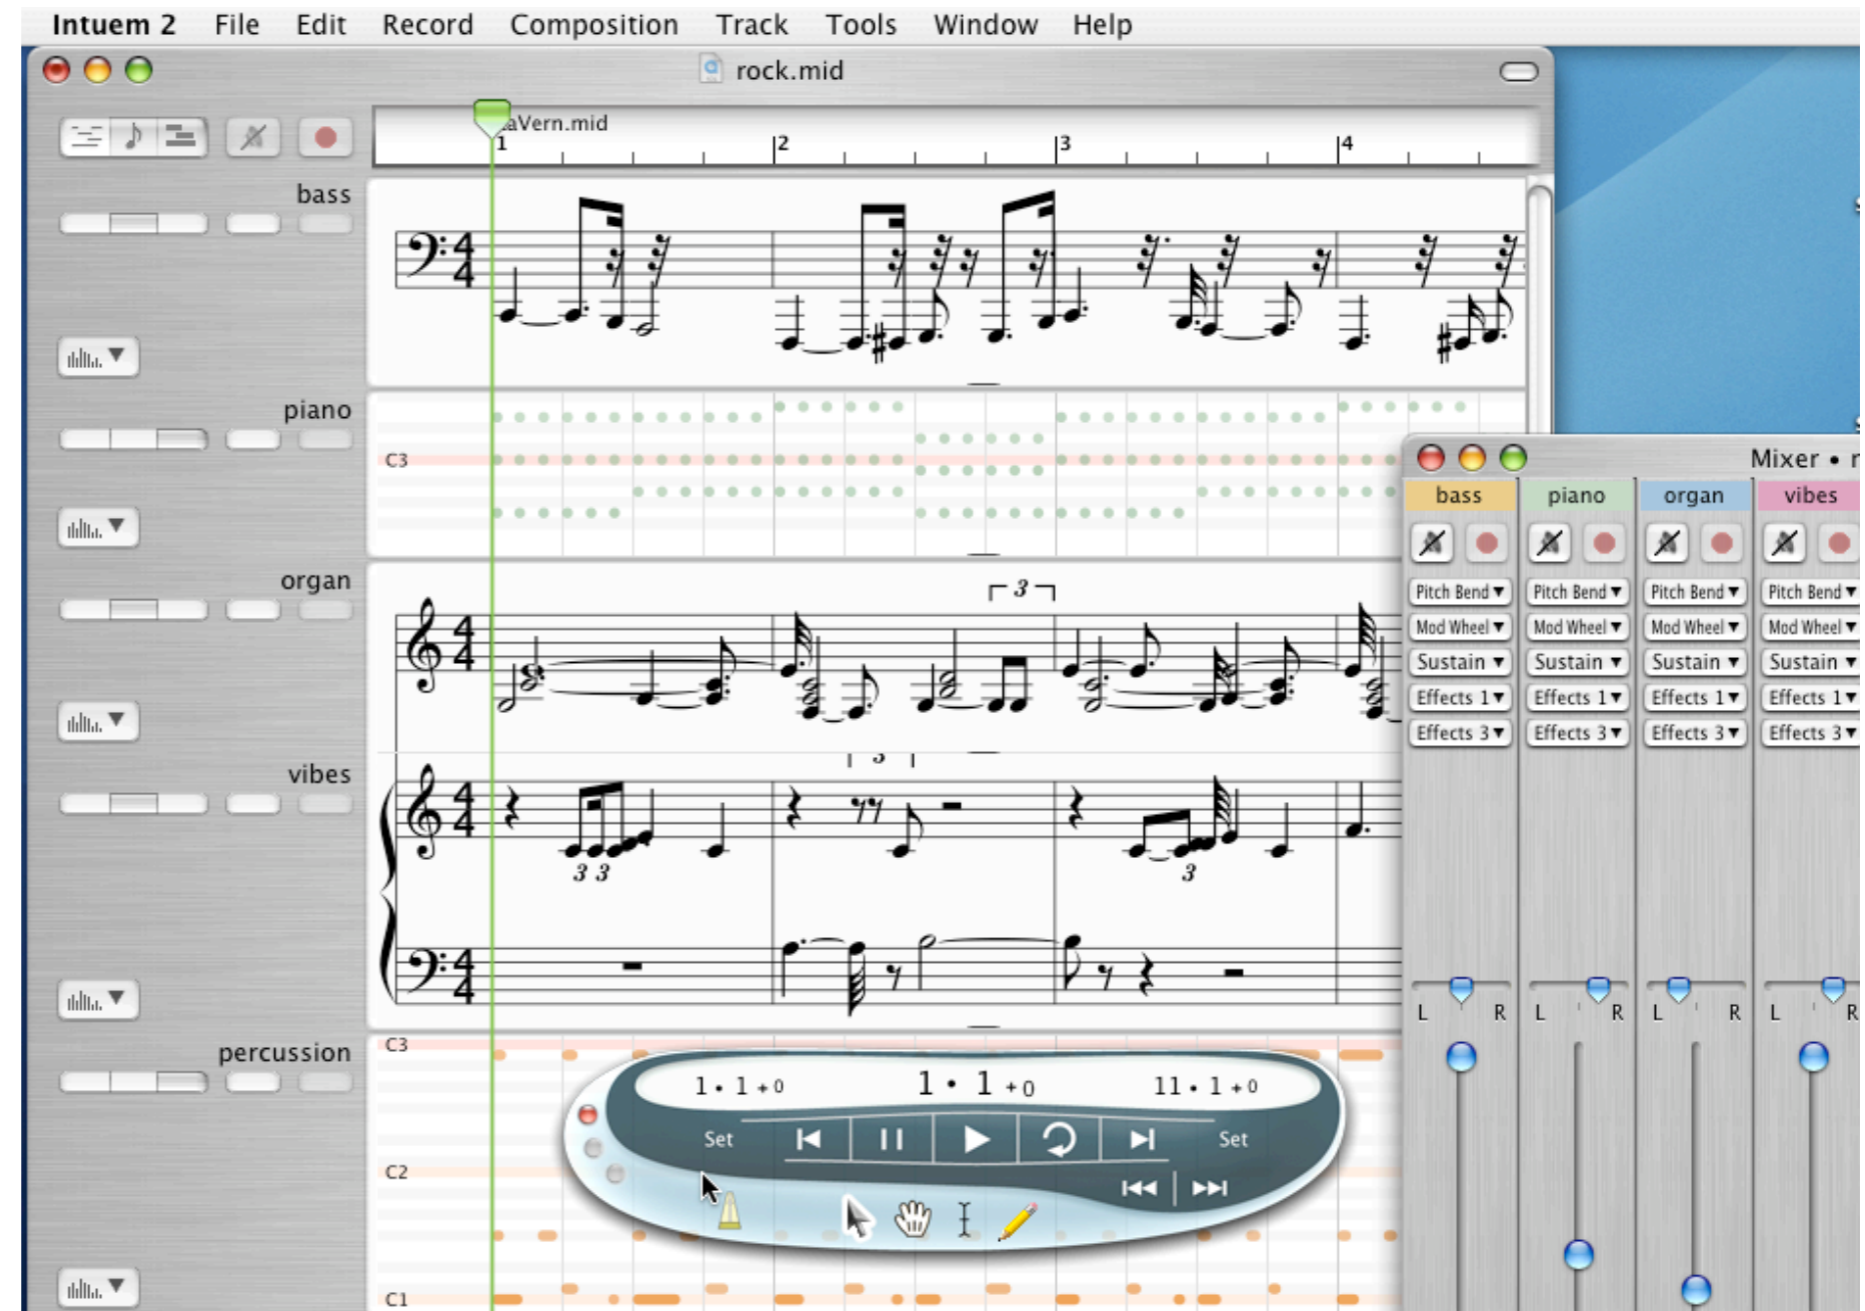 Intuem 2 File Edit Record Composition Track Tools Window Help
rock.mid
aVern.mid
1 2 3 4
bass
piano
C3
organ
3
vibes
3
3 3
3
percussion
C3
C2
C1
1 • 1 + 0 1 • 1 + 0 11 • 1 + 0
Set Set
Mixer •
bass piano organ vibes
Pitch Bend Pitch Bend Pitch Bend Pitch Bend
Mod Wheel Mod Wheel Mod Wheel Mod Wheel
Sustain Sustain Sustain Sustain
Effects 1 Effects 1 Effects 1 Effects 1
Effects 3 Effects 3 Effects 3 Effects 3
L R L R L R L R